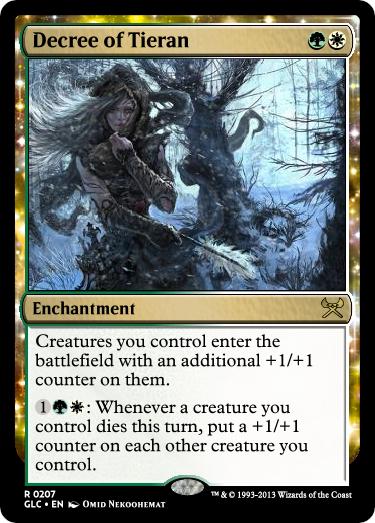 Decree of Tieran
Enchantment
Creatures you control enter the
battlefield with an additional +1/+1
counter on them.
1: Whenever a creature you
control dies this turn, put a +1/+1
counter on each other creature you
control.
R 0207
GLC • EN Omid Nekoohemat
™ & © 1993-2013 Wizards of the Coast